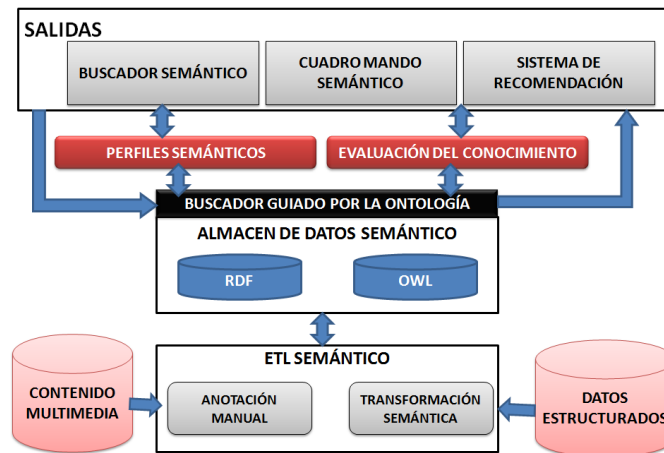 SALIDAS
BUSCADOR SEMÁNTICO
CUADRO MANDO
SEMÁNTICO
SISTEMA DE
RECOMENDACIÓN
PERFILES SEMÁNTICOS
EVALUACIÓN DEL CONOCIMIENTO
BUSCADOR GUIADO POR LA ONTOLOGÍA
ALMACEN DE DATOS SEMÁNTICO
RDF
OWL
ETL SEMÁNTICO
CONTENIDO
MULTIMEDIA
ANOTACIÓN
MANUAL
TRANSFORMACIÓN
SEMÁNTICA
DATOS
ESTRUCTURADOS